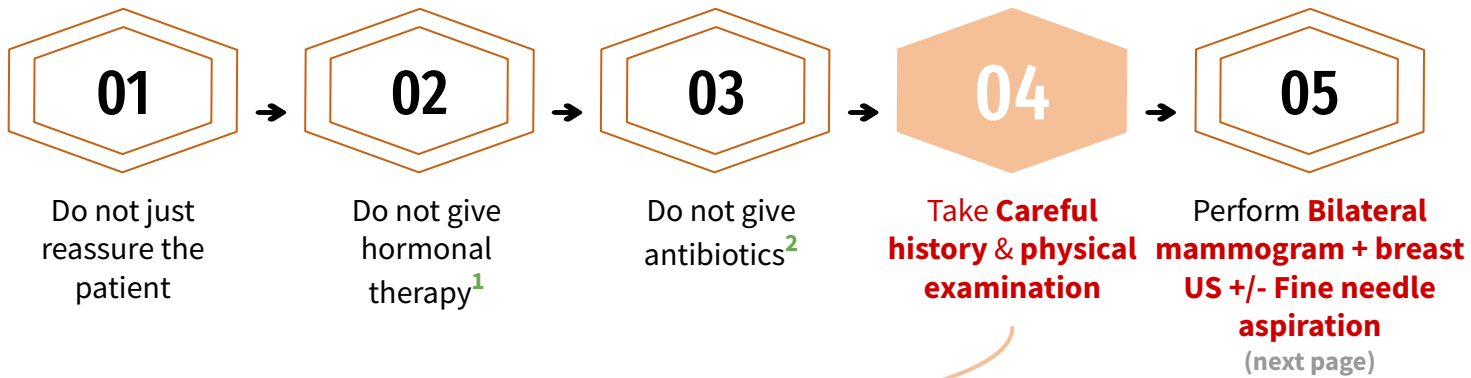 01
Do not just
reassure the
patient
02
Do not give
hormonal
therapy1
03
Do not give
antibiotics2
04
Take Careful
history & physical
examination
05
Perform Bilateral
mammogram + breast
US +/- Fine needle
aspiration
(next page)